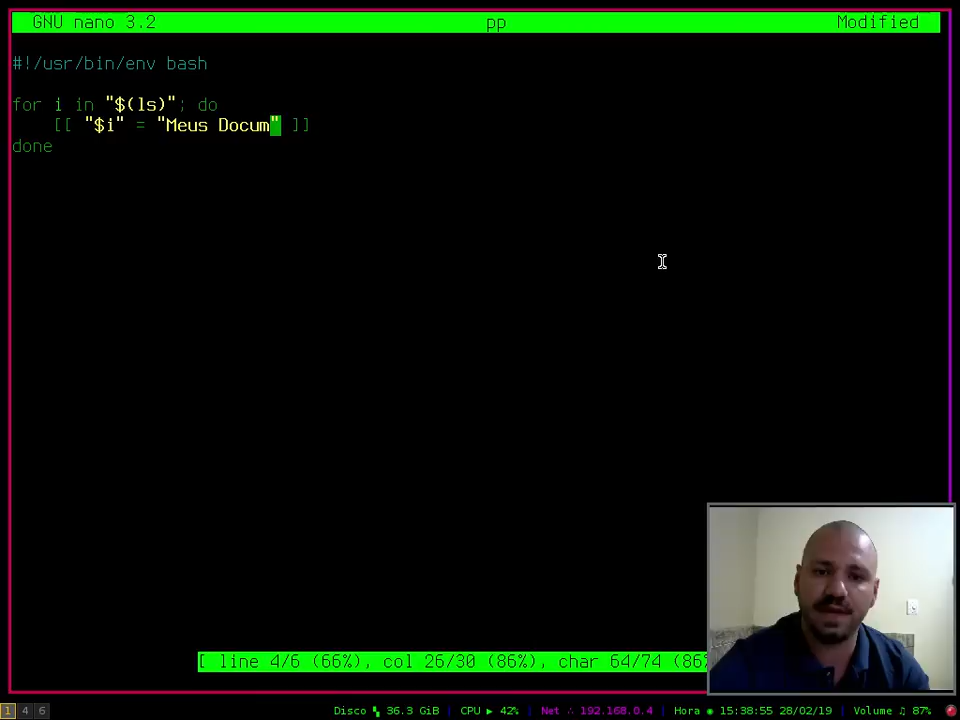 GNU nano 3.2 pp Modified
#!/usr/bin/env bash
for i in "$(ls)"; do
[[ "$i" = "Meus Docum" ]]
done
[ line 4/6 (66%), col 26/30 (86%), char 64/74 (86%
1 4 6 Disco 36.3 GiB | CPU ▶ 42% | Net ∴ 192.168.0.4 | Hora ◉ 15:38:55 28/02/19 | Volume ♫ 87%